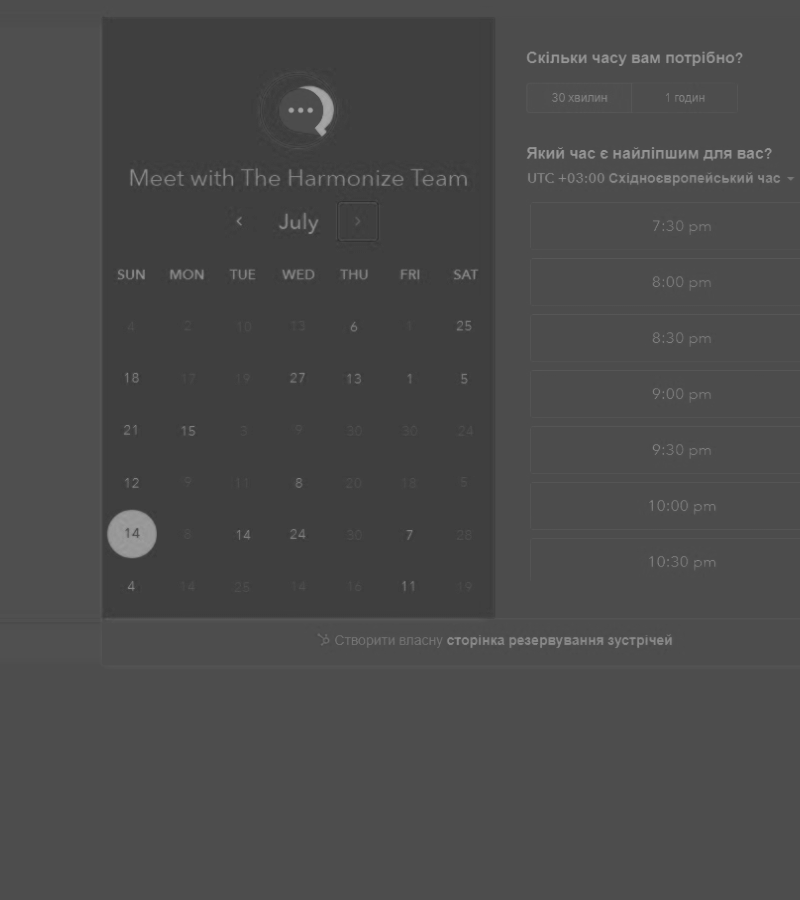 Meet with The Harmonize Team
July
SUN MON TUE WED THU FRI SAT
4 2 10 13 6 1 25
18 17 19 27 13 1 5
21 15 3 9 30 30 24
12 9 11 8 20 18 5
14 8 14 24 30 7 28
4 14 25 14 16 11 19
Скільки часу вам потрібно?
30 хвилин 1 годин
Який час є найліпшим для вас?
UTC +03:00 Східноєвропейський час
7:30 pm
8:00 pm
8:30 pm
9:00 pm
9:30 pm
10:00 pm
10:30 pm
Створити власну сторінка резервування зустрічей